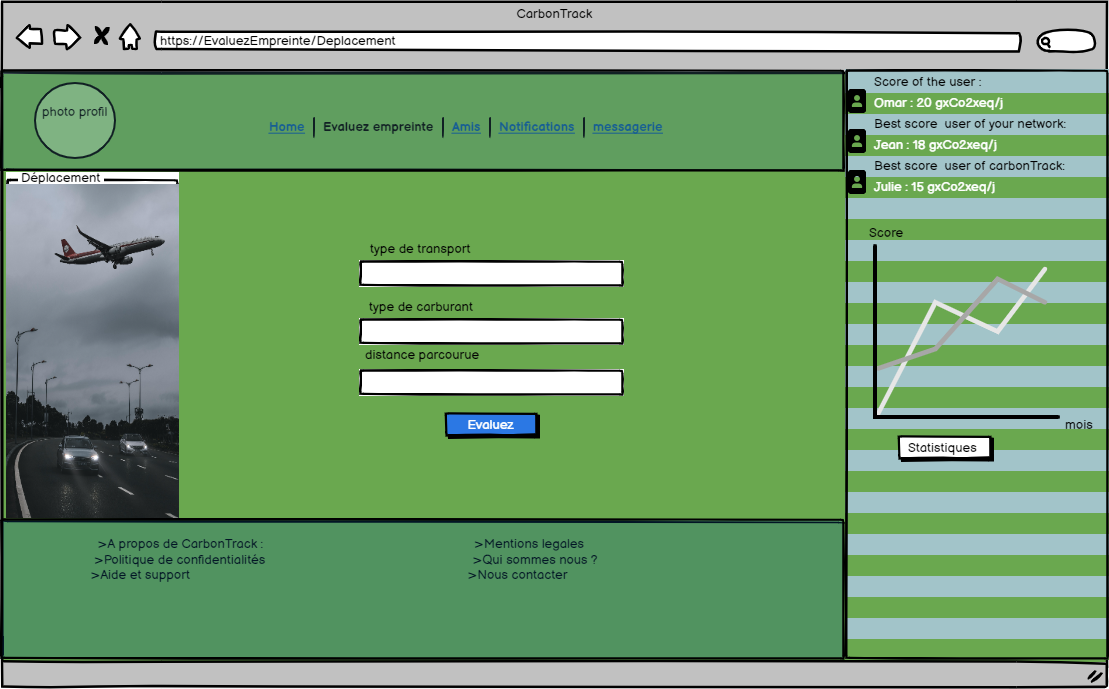 CarbonTrack
https://EvaluezEmpreinte/Deplacement
photo profil
Home
Evaluez empreinte
Amis
Notifications
messagerie
Score of the user :
Omar : 20 gxCo2xeq/j
Best score user of your network:
Jean : 18 gxCo2xeq/j
Best score user of carbonTrack:
Julie : 15 gxCo2xeq/j
Déplacement
type de transport
type de carburant
distance parcourue
Evaluez
Score
mois
Statistiques
>A propos de CarbonTrack :
>Politique de confidentialités
>Aide et support
>Mentions legales
>Qui sommes nous ?
>Nous contacter